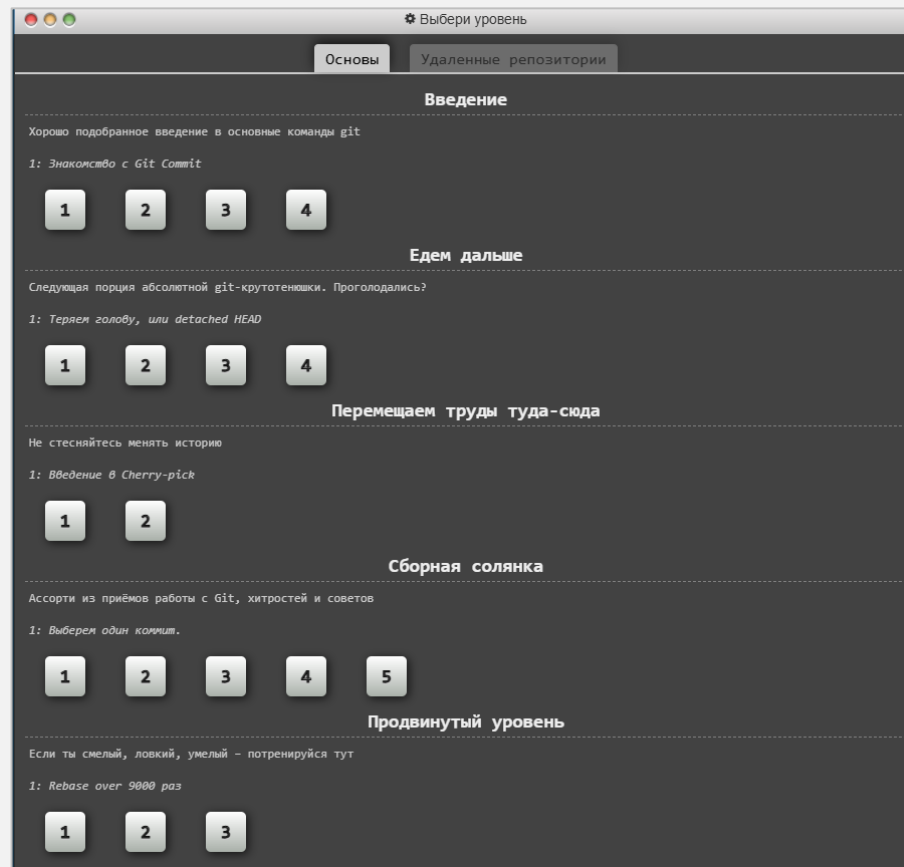 Выбери уровень
Основы Удаленные репозитории
Введение
Хорошо подобранное введение в основные команды git
1: Знакомство с Git Commit
1 2 3 4
Едем дальше
Следующая порция абсолютной git-крутотенюшки. Проголодались?
1: Теряем голову, или detached HEAD
1 2 3 4
Перемещаем труды туда-сюда
Не стесняйтесь менять историю
1: Введение в Cherry-pick
1 2
Сборная солянка
Ассорти из приёмов работы с Git, хитростей и советов
1: Выберем один коммит.
1 2 3 4 5
Продвинутый уровень
Если ты смелый, ловкий, умелый – потренируйся тут
1: Rebase over 9000 раз
1 2 3